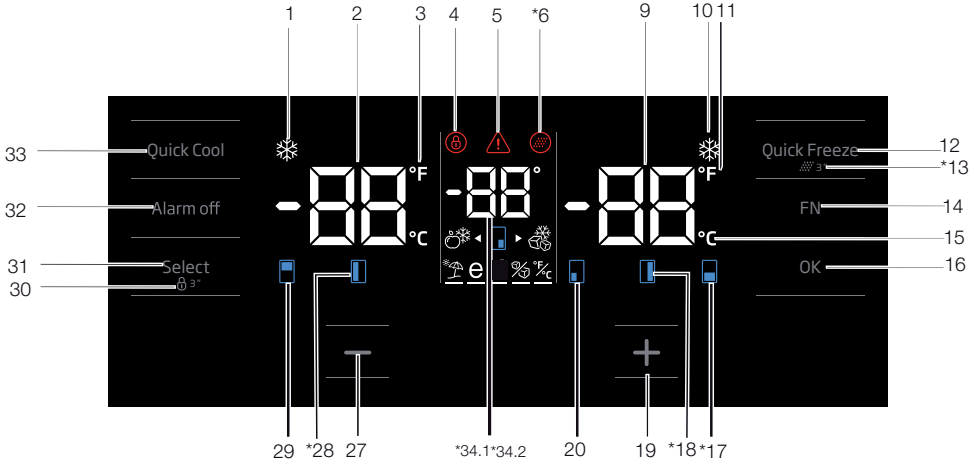 1 2 3 4 5 *6 9 10 11
33 Quick Cool Quick Freeze 12
3" *13
-88 °F -88 ° -88 °F
32 Alarm off FN 14
°C °C 15
31 Select OK 16
30 3"
e % °F/°C
29 *28 27 *34.1*34.2 20 19 *18 *17